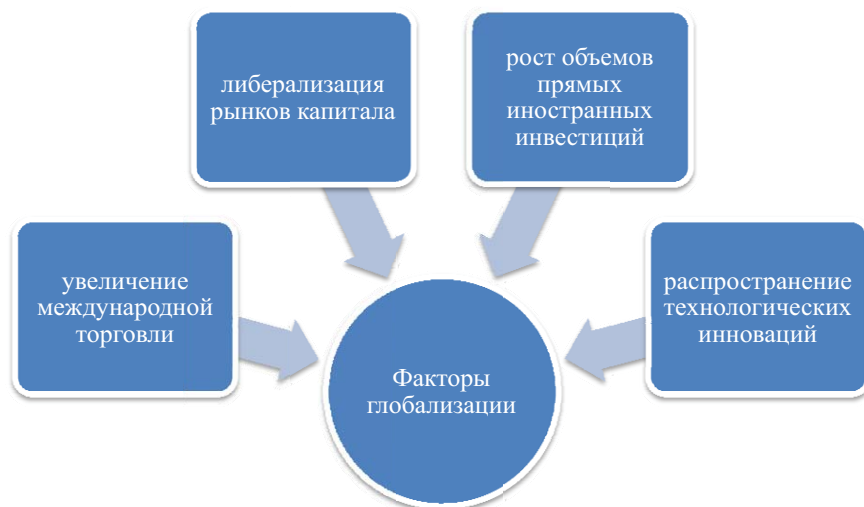 либерализация
рынков капитала
рост объемов
прямых
иностранных
инвестиций
увеличение
международной
торговли
распространение
технологических
инноваций
Факторы
глобализации